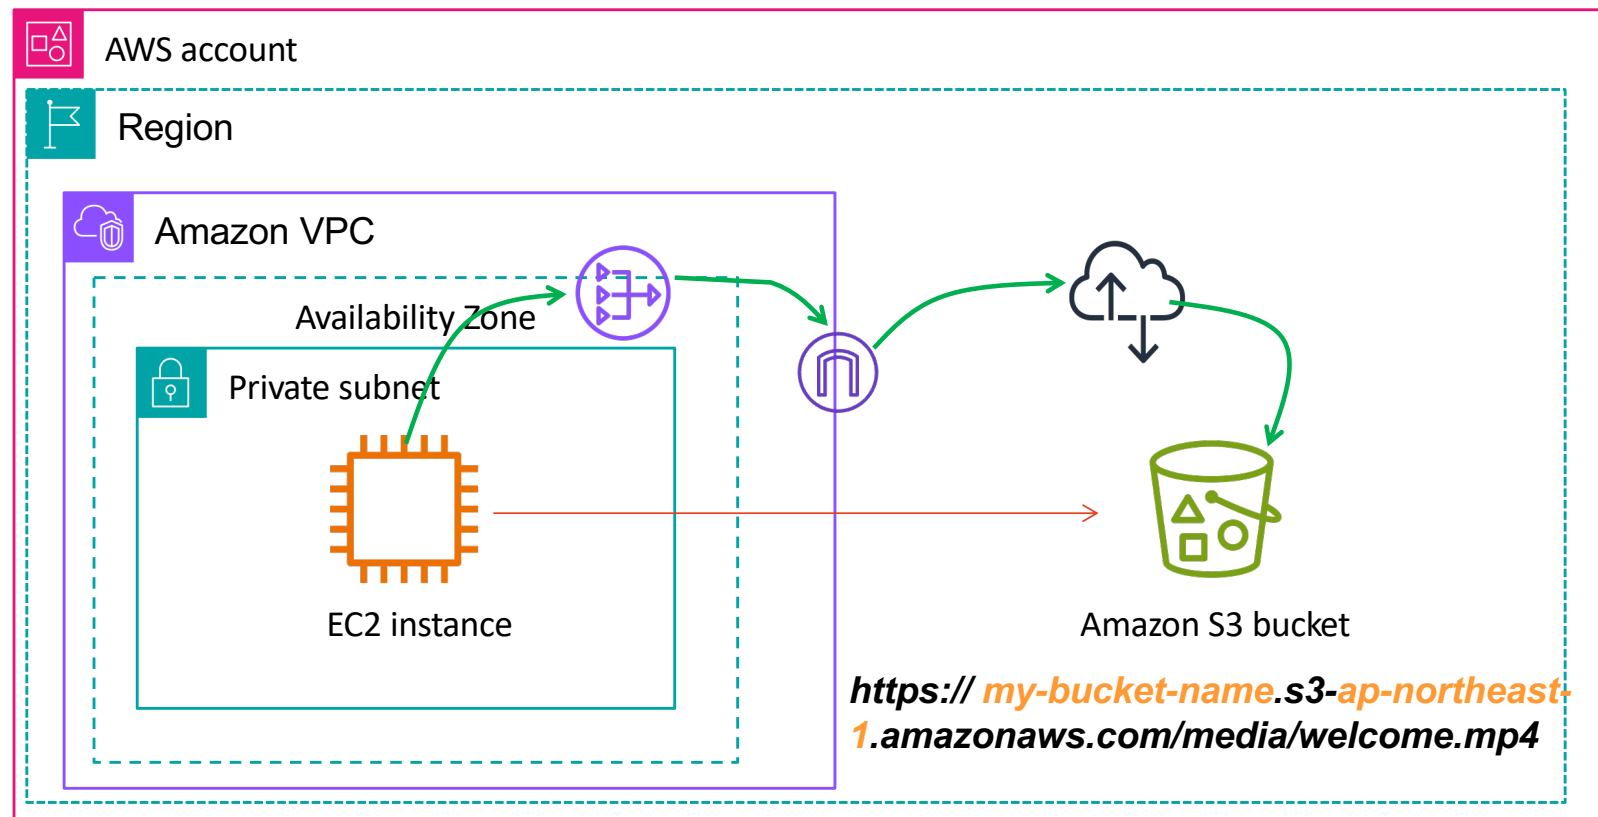 AWS account
Region
Amazon VPC
Availability Zone
Private subnet
EC2 instance
Amazon S3 bucket
https:// my-bucket-name.s3-ap-northeast-
1.amazonaws.com/media/welcome.mp4